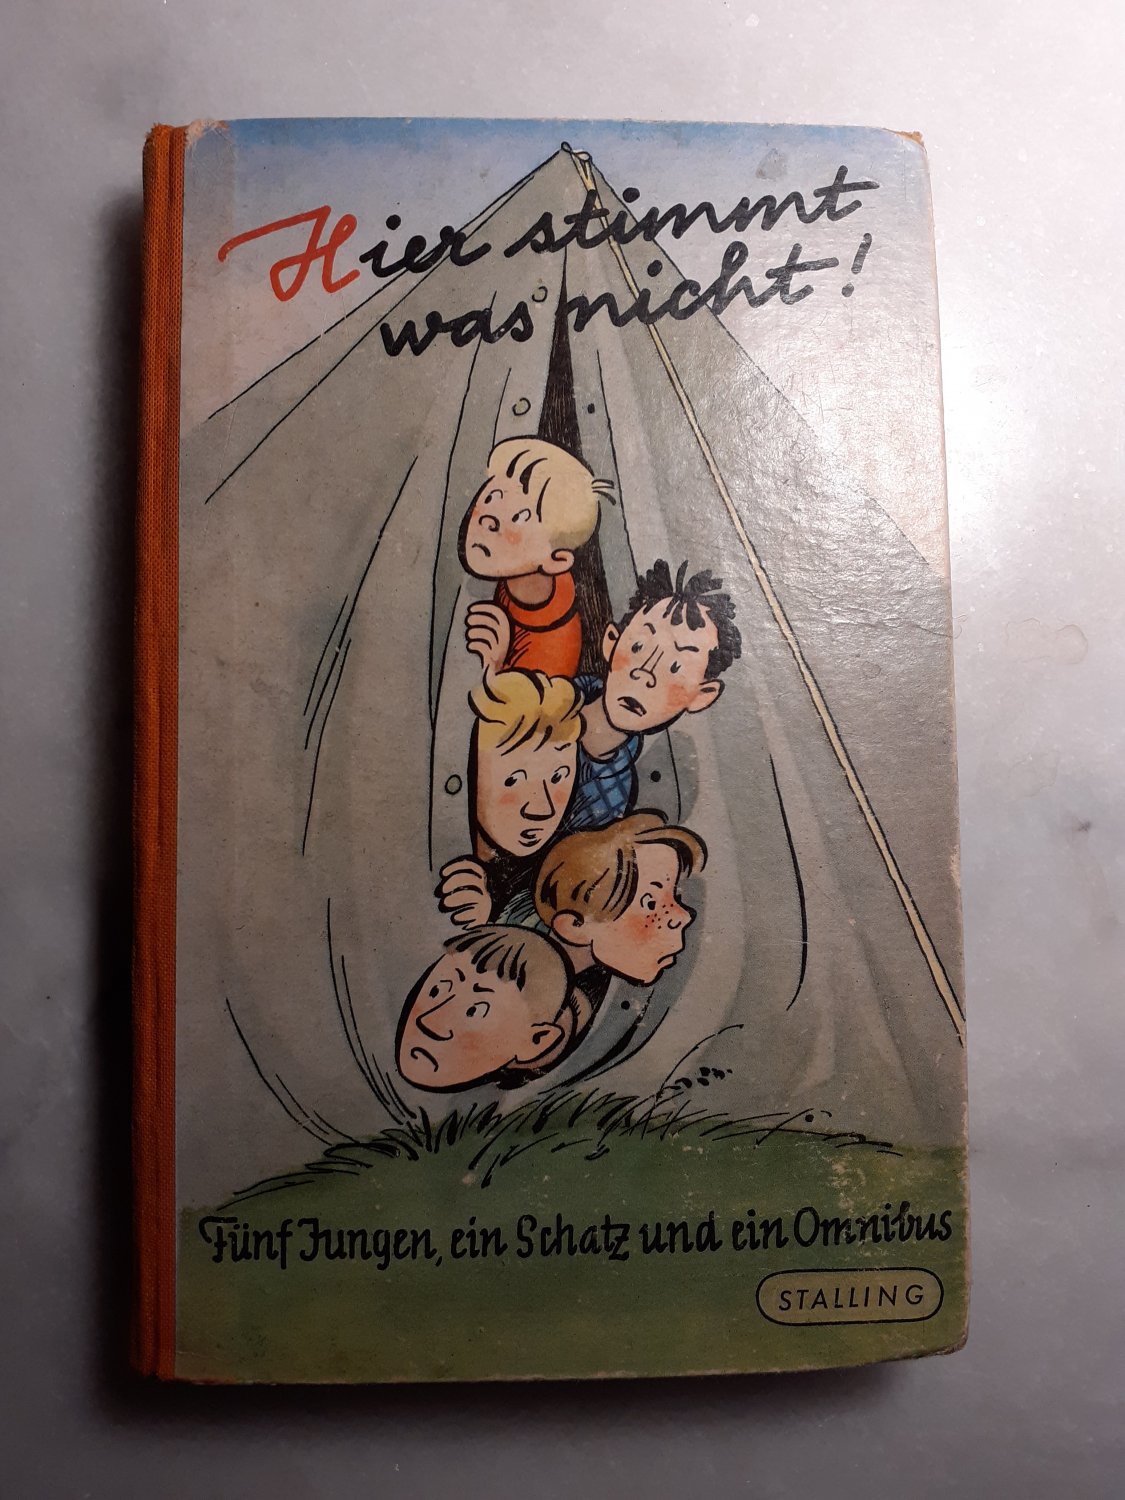 Hier stimmt
was nicht!
Fünf Jungen, ein Schatz und ein Omnibus
STALLING